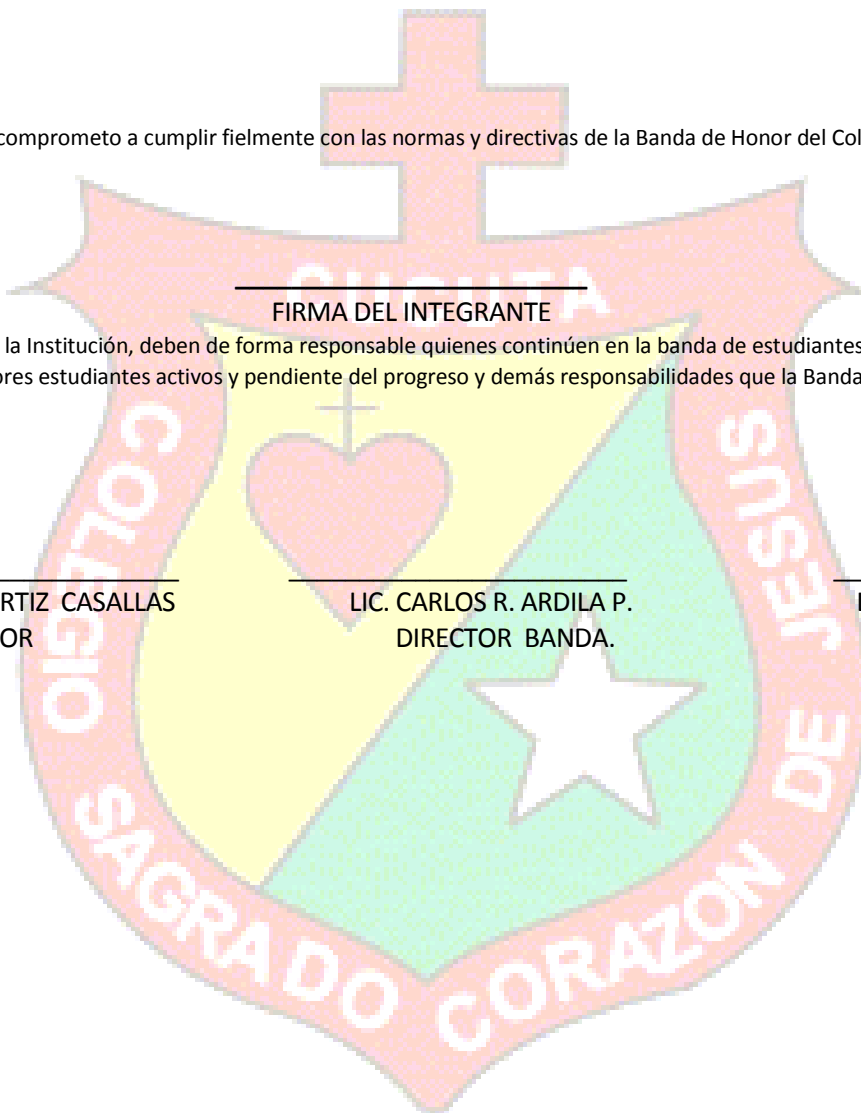 comprometo a cumplir fielmente con las normas y directivas de la Banda de Honor del Col
CUCUTA
FIRMA DEL INTEGRANTE
la Institución, deben de forma responsable quienes continúen en la banda de estudiantes
ores estudiantes activos y pendiente del progreso y demás responsabilidades que la Banda
RTIZ CASALLAS
OR
LIC. CARLOS R. ARDILA P.
DIRECTOR BANDA.
COLEGIO SAGRADO CORAZON DE JESUS